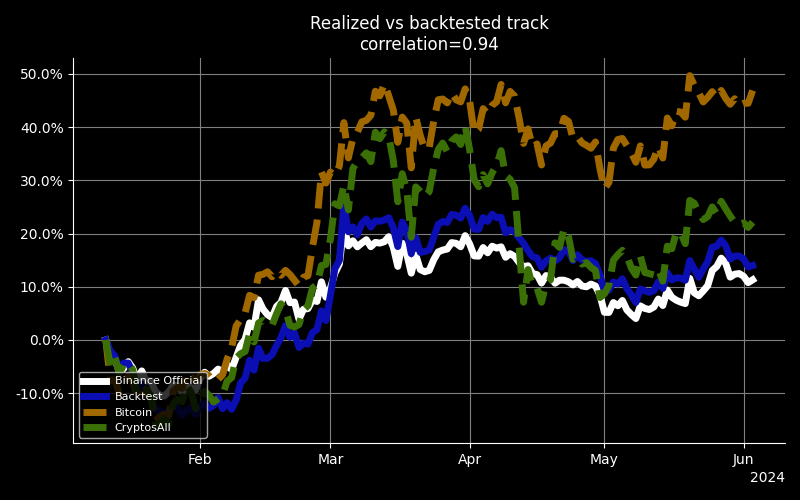 Realized vs backtested track
correlation=0.94
50.0%
40.0%
30.0%
20.0%
10.0%
0.0%
-10.0%
Binance Official
Backtest
Bitcoin
CryptosAll
Feb
Mar
Apr
May
Jun
2024